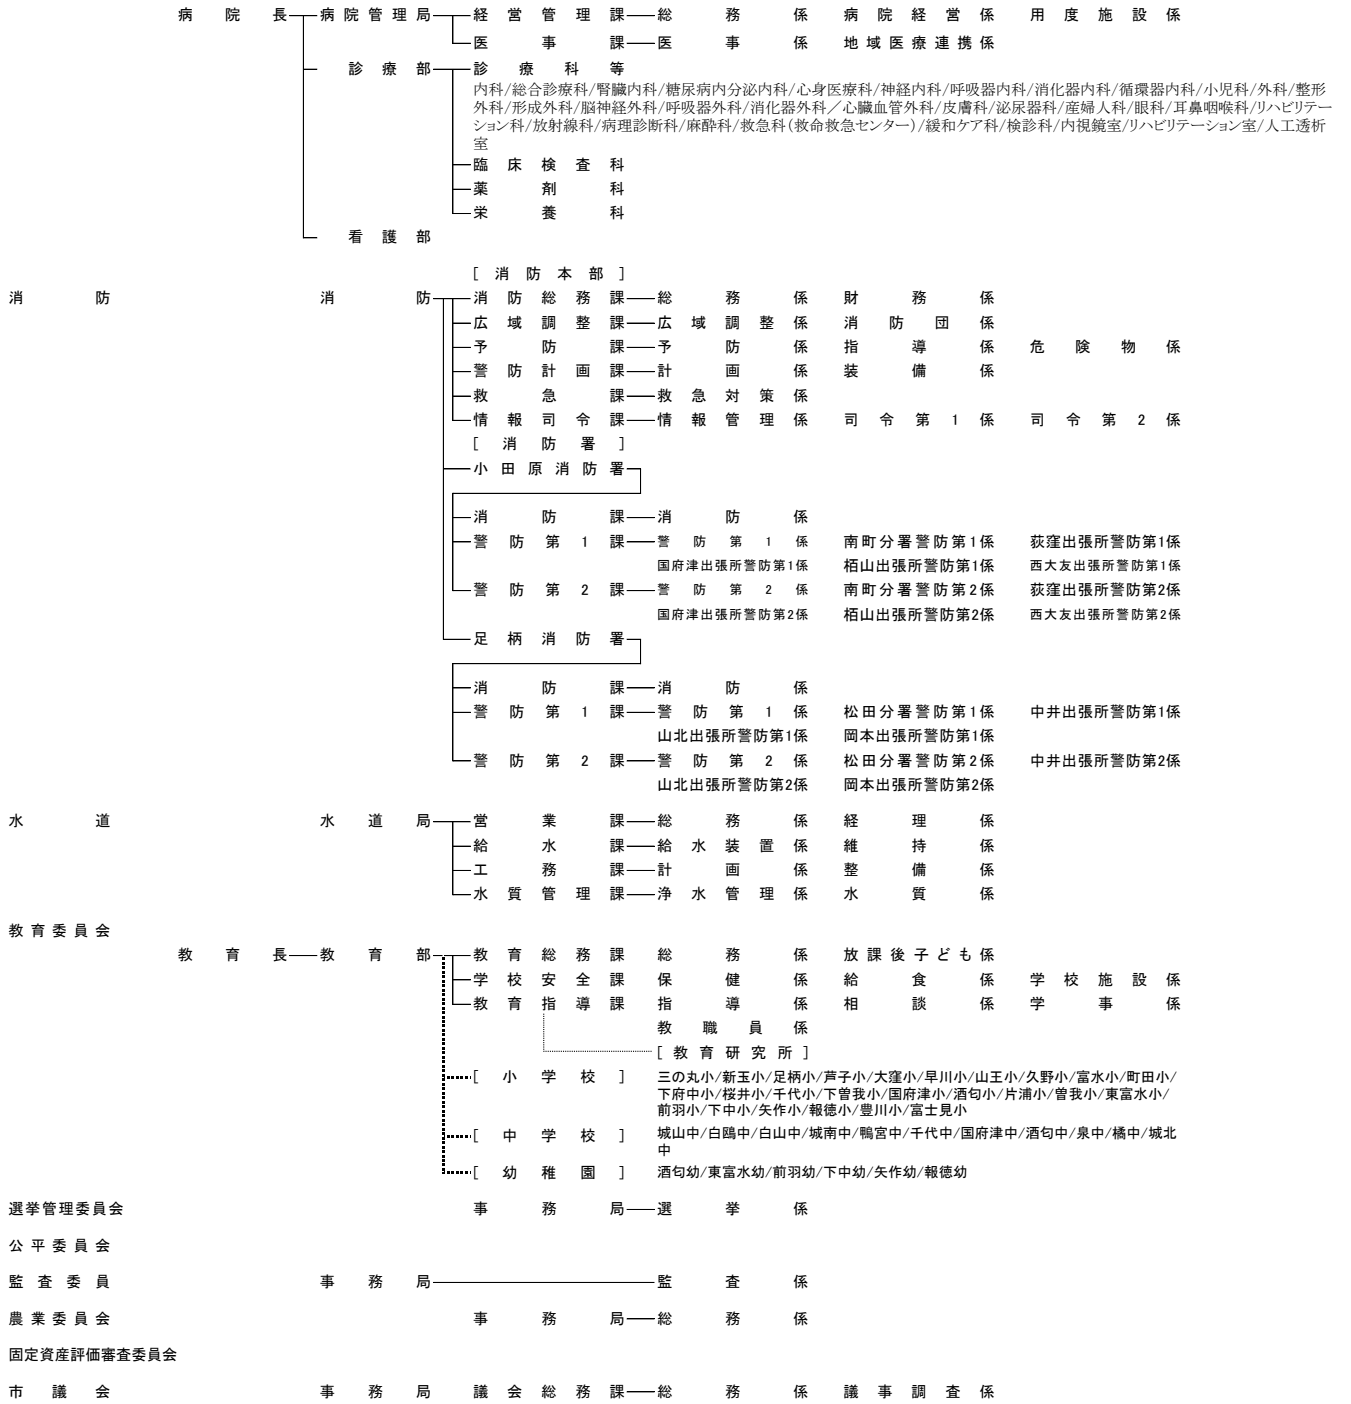 病院長 病院管理局 経営管理課 総務係 病院経営係 用度施設係
医事課 医事係 地域医療連携係
診療部 診療科等
内科/総合診療科/腎臓内科/糖尿病内分泌内科/心身医療科/神経内科/呼吸器内科/消化器内科/循環器内科/小児科/外科/整形
外科/形成外科/脳神経外科/呼吸器外科/消化器外科／心臓血管外科/皮膚科/泌尿器科/産婦人科/眼科/耳鼻咽喉科/リハビリテー
ション科/放射線科/病理診断科/麻酔科/救急科(救命救急センター)/緩和ケア科/検診科/内視鏡室/リハビリテーション室/人工透析
室
臨床検査科
薬剤科
栄養科
看護部
[消防本部]
消防 消防 消防総務課 総務係 財務係
広域調整課 広域調整係 消防団係
予防課 予防係 指導係 危険物係
警防計画課 計画係 装備係
救急課 救急対策係
情報司令課 情報管理係 司令第1係 司令第2係
[消防署]
小田原消防署
消防課 消防係
警防第1課 警防第1係 南町分署警防第1係 荻窪出張所警防第1係
国府津出張所警防第1係 栢山出張所警防第1係 西大友出張所警防第1係
警防第2課 警防第2係 南町分署警防第2係 荻窪出張所警防第2係
国府津出張所警防第2係 栢山出張所警防第2係 西大友出張所警防第2係
足柄消防署
消防課 消防係
警防第1課 警防第1係 松田分署警防第1係 中井出張所警防第1係
山北出張所警防第1係 岡本出張所警防第1係
警防第2課 警防第2係 松田分署警防第2係 中井出張所警防第2係
山北出張所警防第2係 岡本出張所警防第2係
水道 水道局 営業課 総務係 経理係
給水課 給水装置係 維持係
工務課 計画係 整備係
水質管理課 浄水管理係 水質係
教育委員会
教育長 教育部 教育総務課 総務係 放課後子ども係
学校安全課 保健係 給食係 学校施設係
教育指導課 指導係 相談係 学事係
教職員係
[教育研究所]
[小学校] 三の丸小/新玉小/足柄小/芦子小/大窪小/早川小/山王小/久野小/富水小/町田小/
下府中小/桜井小/千代小/下曽我小/国府津小/酒匂小/片浦小/曽我小/東富水小/
前羽小/下中小/矢作小/報徳小/豊川小/富士見小
[中学校] 城山中/白鴎中/白山中/城南中/鴨宮中/千代中/国府津中/酒匂中/泉中/橘中/城北
中
[幼稚園] 酒匂幼/東富水幼/前羽幼/下中幼/矢作幼/報徳幼
選挙管理委員会 事務局 選挙係
公平委員会
監査委員 事務局 監査係
農業委員会 事務局 総務係
固定資産評価審査委員会
市議会 事務局 議会総務課 総務係 議事調査係